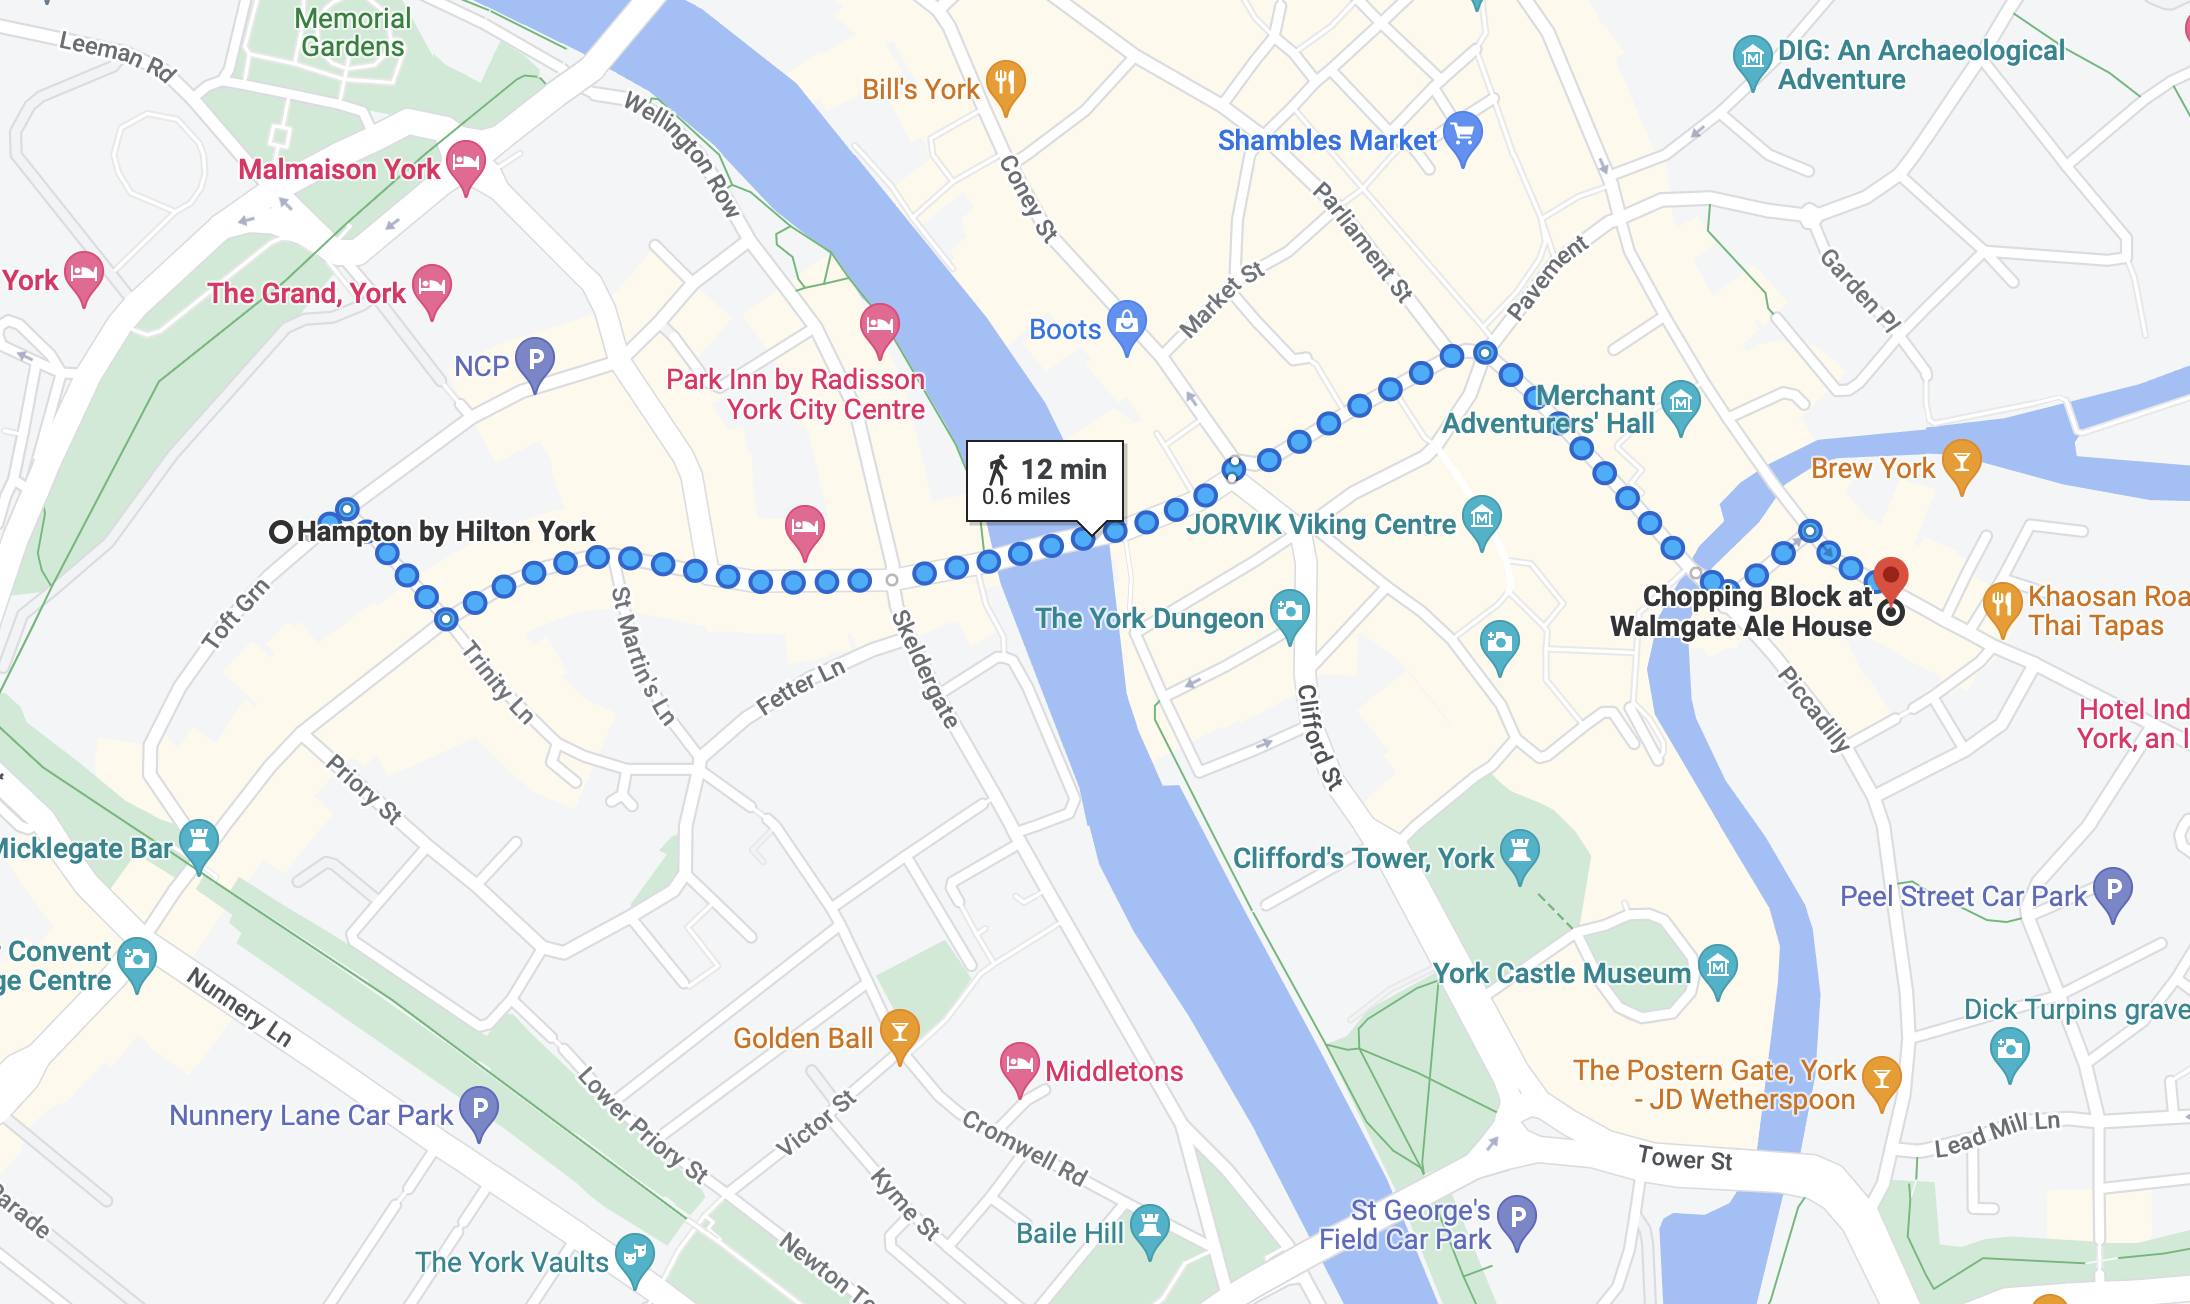 Memorial
Gardens
Leeman Rd
Wellington Row
Bill's York
DIG: An Archaeological
Adventure
Shambles Market
Malmaison York
Coney St
Parliament St
York
The Grand, York
Market St
Pavement
Garden Pl
Boots
NCP
Park Inn by Radisson
York City Centre
Merchant
Adventurers' Hall
12 min
0.6 miles
Brew York
Hampton by Hilton York
JORVIK Viking Centre
Toft Grn
Trinity Ln
St Martin's Ln
Fetter Ln
Skeldergate
The York Dungeon
Chopping Block at
Walmgate Ale House
Khaosan Roa
Thai Tapas
Clifford St
Piccadilly
Hotel Ind
York, an I
Priory St
Micklegate Bar
Clifford's Tower, York
Peel Street Car Park
Convent
ge Centre
York Castle Museum
Nunnery Ln
Dick Turpins grave
Golden Ball
Middletons
The Postern Gate, York
- JD Wetherspoon
Nunnery Lane Car Park
Lower Priory St
Victor St
Cromwell Rd
Lead Mill Ln
Tower St
Parade
Kyme St
Baile Hill
St George's
Field Car Park
The York Vaults
Newton Te